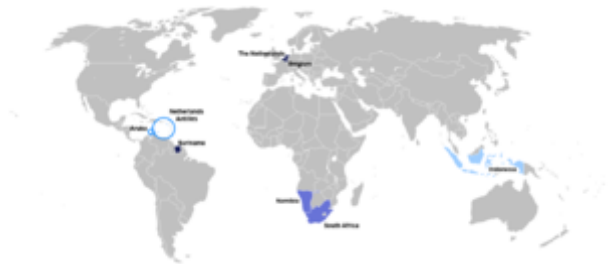 The Netherlands
Belgium
Netherlands
Antilles
Aruba
Suriname
Indonesia
Namibia
South Africa